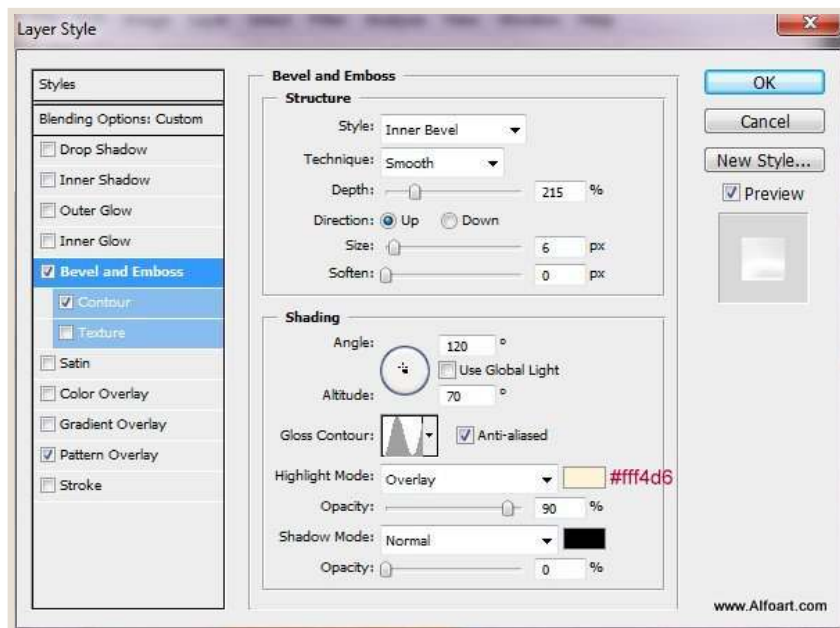 Layer Style
Styles
Blending Options: Custom
Drop Shadow
Inner Shadow
Outer Glow
Inner Glow
Bevel and Emboss
Contour
Texture
Satin
Color Overlay
Gradient Overlay
Pattern Overlay
Stroke
Bevel and Emboss
Structure
Style: Inner Bevel
Technique: Smooth
Depth: 215 %
Direction: Up Down
Size: 6 px
Soften: 0 px
Shading
Angle: 120 °
Use Global Light
Altitude: 70 °
Gloss Contour: Anti-aliased
Highlight Mode: Overlay #fff4d6
Opacity: 90 %
Shadow Mode: Normal
Opacity: 0 %
OK
Cancel
New Style...
Preview
www.Alfoart.com